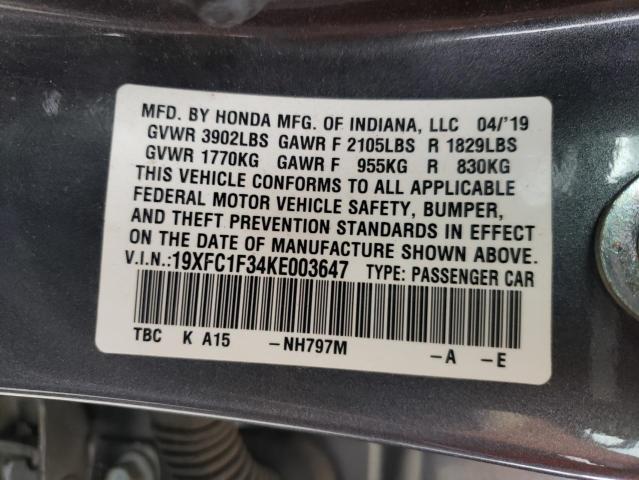 MFD. BY HONDA MFG. OF INDIANA, LLC 04/'19
GVWR 3902LBS GAWR F 2105LBS R 1829LBS
GVWR 1770KG GAWR F 955KG R 830KG
THIS VEHICLE CONFORMS TO ALL APPLICABLE
FEDERAL MOTOR VEHICLE SAFETY, BUMPER,
AND THEFT PREVENTION STANDARDS IN EFFECT
ON THE DATE OF MANUFACTURE SHOWN ABOVE.
V.I.N.:19XFC1F34KE003647 TYPE: PASSENGER CAR
TBC K A15 -NH797M -A -E